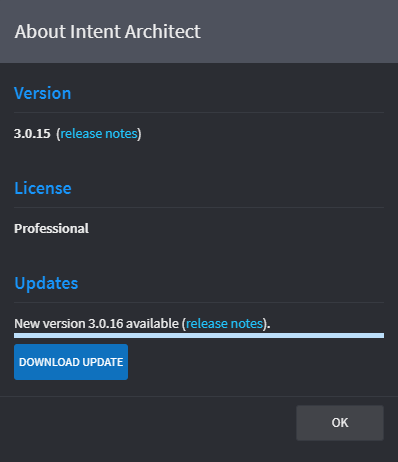 About Intent Architect
Version
3.0.15 (release notes)
License
Professional
Updates
New version 3.0.16 available (release notes).
DOWNLOAD UPDATE
OK